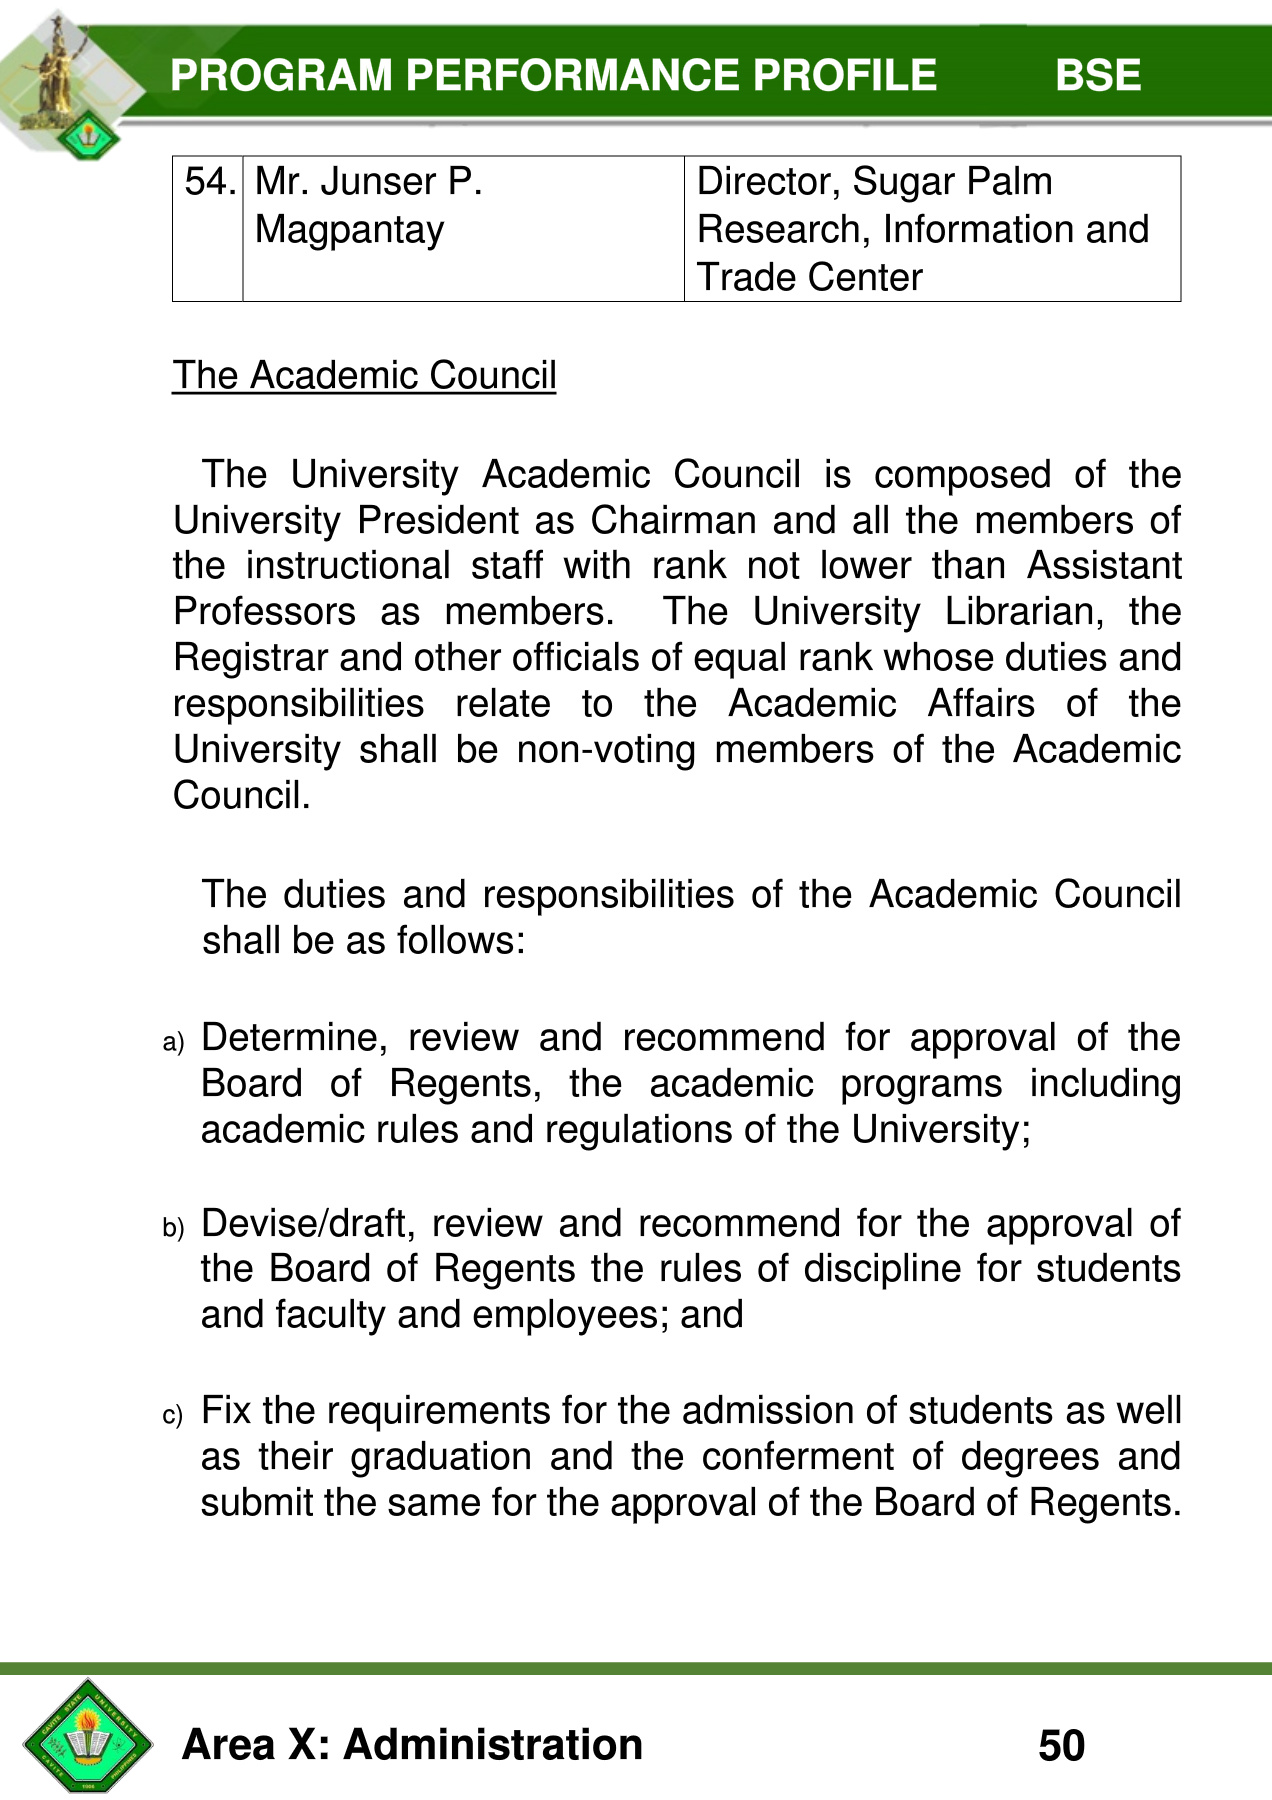 PROGRAM PERFORMANCE PROFILE BSE
54. Mr. Junser P. Director, Sugar Palm
Magpantay Research, Information and
Trade Center
The Academic Council
The University Academic Council is composed of the
University President as Chairman and all the members of
the instructional staff with rank not lower than Assistant
Professors as members. The University Librarian, the
Registrar and other officials of equal rank whose duties and
responsibilities relate to the Academic Affairs of the
University shall be non-voting members of the Academic
Council.
The duties and responsibilities of the Academic Council
shall be as follows:
a) Determine, review and recommend for approval of the
Board of Regents, the academic programs including
academic rules and regulations of the University;
b) Devise/draft, review and recommend for the approval of
the Board of Regents the rules of discipline for students
and faculty and employees; and
c) Fix the requirements for the admission of students as well
as their graduation and the conferment of degrees and
submit the same for the approval of the Board of Regents.
CAVITE STATE UNIVERSITY
CAVITE PHILIPPINES
1906
Area X: Administration 50